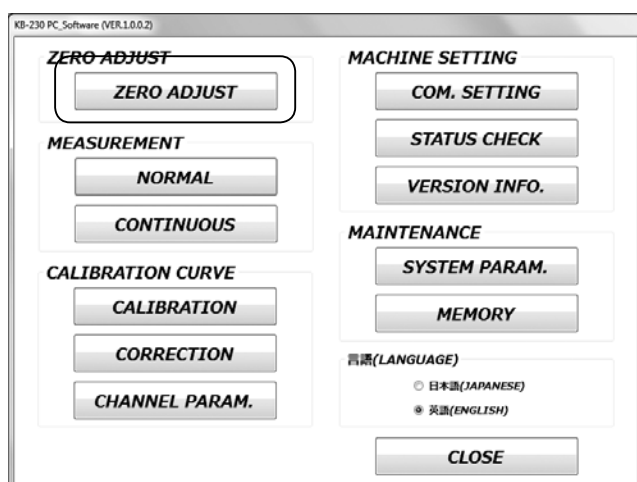 KB-230 PC_Software (VER.1.0.0.2)
ZERO ADJUST
ZERO ADJUST
MEASUREMENT
NORMAL
CONTINUOUS
CALIBRATION CURVE
CALIBRATION
CORRECTION
CHANNEL PARAM.
MACHINE SETTING
COM. SETTING
STATUS CHECK
VERSION INFO.
MAINTENANCE
SYSTEM PARAM.
MEMORY
言語(LANGUAGE)
日本語(JAPANESE)
英語(ENGLISH)
CLOSE